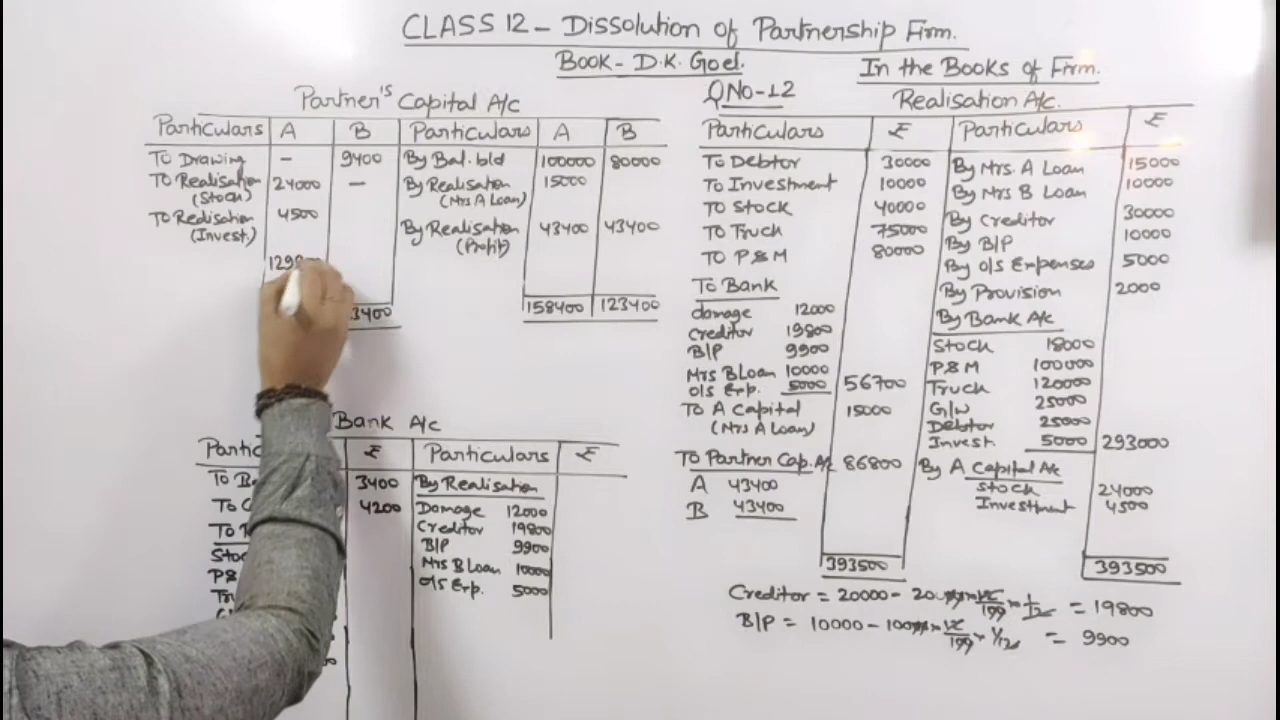 CLASS 12 - Dissolution of Partnership Firm.
Book - D.K. Goel.
In the Books of Firm.
Partner's Capital A/c
Particulars A B Particulars A B
To Drawing - 9400 By Bal. b/d 100000 80000
To Realisation (Stock) 24000 - By Realisation (Mrs A Loan) 15000
To Realisation (Invest.) 4500 By Realisation (Profit) 43400 43400
158400 123400
Bank A/c
₹ Particulars ₹
3400 By Realisation
4200 Damage 12000
Creditor 19800
B/P 9900
Mrs B Loan 10000
O/s Exp. 5000
QNo-12
Realisation A/c.
Particulars ₹ Particulars ₹
To Debtor 30000 By Mrs. A Loan 15000
To Investment 10000 By Mrs B Loan 10000
To Stock 40000 By Creditor 30000
To Truck 75000 By B/P 10000
To P&M 80000 By o/s Expenses 5000
To Bank By Provision 2000
damage 12000 By Bank A/c
creditor 19800 Stock 18000
B/P 9900 P&M 100000
Mrs B Loan 10000 Truck 120000
o/s Exp. 5000 56700 G/w 25000
To A Capital (Mrs A Loan) 15000 Debtor 25000
Invest. 5000 293000
To Partner Cap. A/c 86800 By A Capital A/c
A 43400 Stock 24000
B 43400 Investment 4500
393500 393500
Creditor = 20000 - = 19800
B/P = 10000 - = 9900